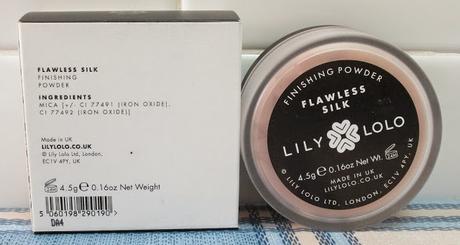 FLAWLESS SILK
FINISHING
POWDER
INGREDIENTS
MICA [+/- CI 77491 (IRON OXIDE),
CI 77492 (IRON OXIDE)]
Made in UK
LILYLOLO.CO.UK
© Lily Lolo Ltd, London,
EC1V 4PY, UK
4.5g ℮ 0.16oz Net Weight
5 060198 290190 >
DA4
FINISHING POWDER
FLAWLESS
SILK
LILY LOLO
4.5g ℮ 0.16oz Net Wt.
24M
MADE IN UK
LILYLOLO.CO.UK
© LILY LOLO LTD, LONDON, EC1V 4PY, UK